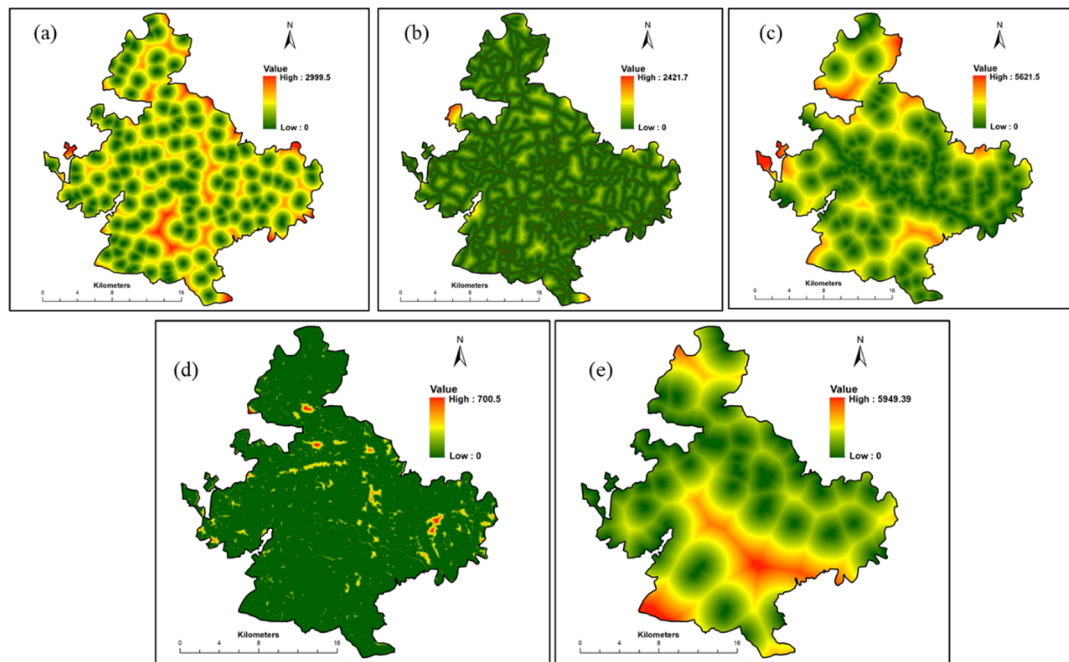 (a)
N
Value
High : 2999.5
Low : 0
Kilometers
0 4 8 16
(b)
N
Value
High : 2421.7
Low : 0
Kilometers
0 4 8 16
(c)
N
Value
High : 5621.5
Low : 0
Kilometers
0 4 8 16
(d)
N
Value
High : 700.5
Low : 0
Kilometers
0 4 8 16
(e)
N
Value
High : 5949.39
Low : 0
Kilometers
0 4 8 16